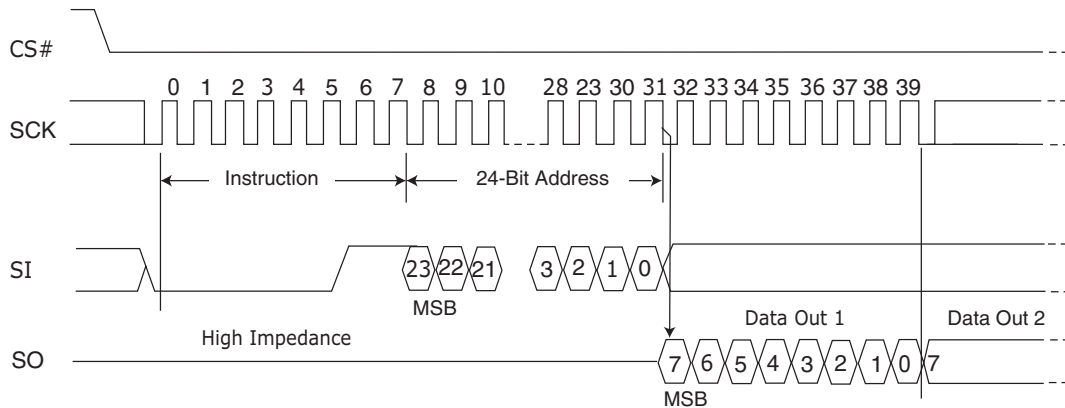 CS#
0 1 2 3 4 5 6 7 8 9 10 28 23 30 31 32 33 34 35 36 37 38 39
SCK
Instruction 24-Bit Address
SI 23 22 21 3 2 1 0
MSB
High Impedance Data Out 1 Data Out 2
SO 7 6 5 4 3 2 1 0 7
MSB